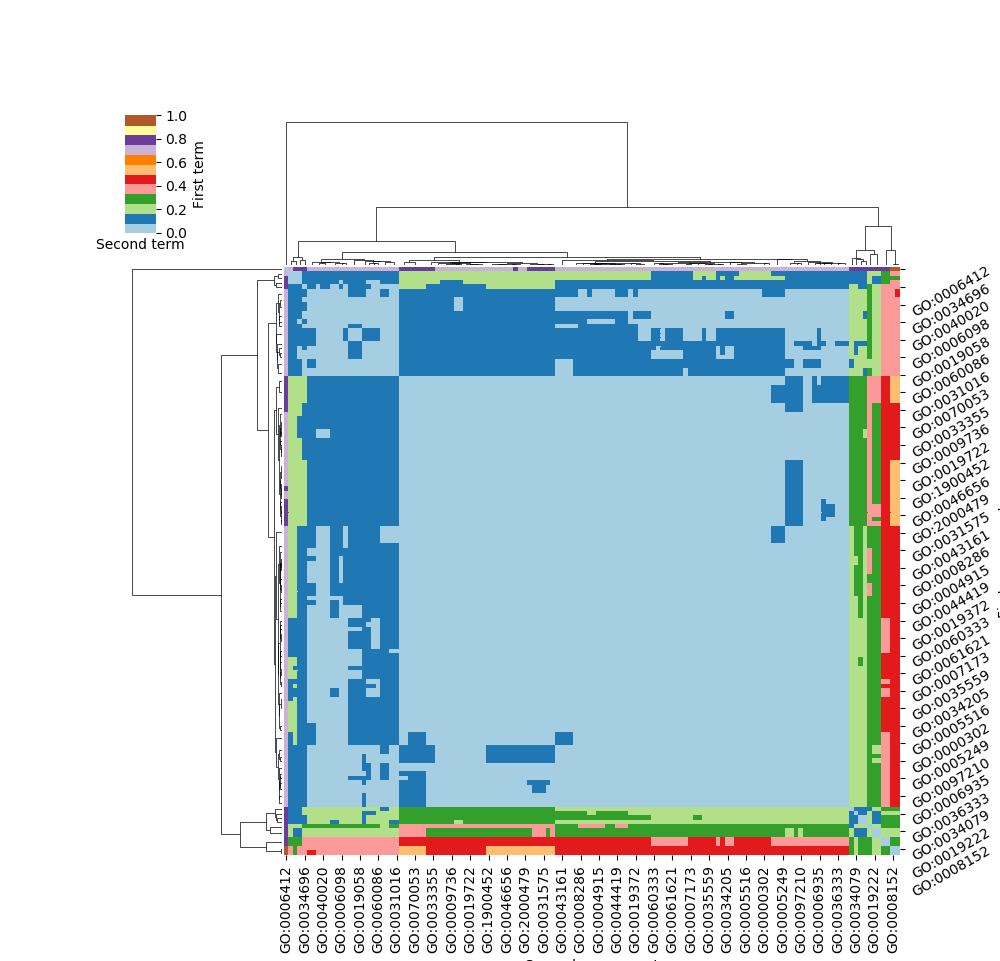 1.0
0.8
0.6
0.4
0.2
0.0
First term
Second term
GO:0006412
GO:0034696
GO:0040020
GO:0006098
GO:0019058
GO:0060086
GO:0031016
GO:0070053
GO:0033355
GO:0009736
GO:0019722
GO:1900452
GO:0046656
GO:2000479
GO:0031575
GO:0043161
GO:0008286
GO:0004915
GO:0044419
GO:0019372
GO:0060333
GO:0061621
GO:0007173
GO:0035559
GO:0034205
GO:0005516
GO:0000302
GO:0005249
GO:0097210
GO:0006935
GO:0036333
GO:0034079
GO:0019222
GO:0008152
GO:0006412
GO:0034696
GO:0040020
GO:0006098
GO:0019058
GO:0060086
GO:0031016
GO:0070053
GO:0033355
GO:0009736
GO:0019722
GO:1900452
GO:0046656
GO:2000479
GO:0031575
GO:0043161
GO:0008286
GO:0004915
GO:0044419
GO:0019372
GO:0060333
GO:0061621
GO:0007173
GO:0035559
GO:0034205
GO:0005516
GO:0000302
GO:0005249
GO:0097210
GO:0006935
GO:0036333
GO:0034079
GO:0019222
GO:0008152